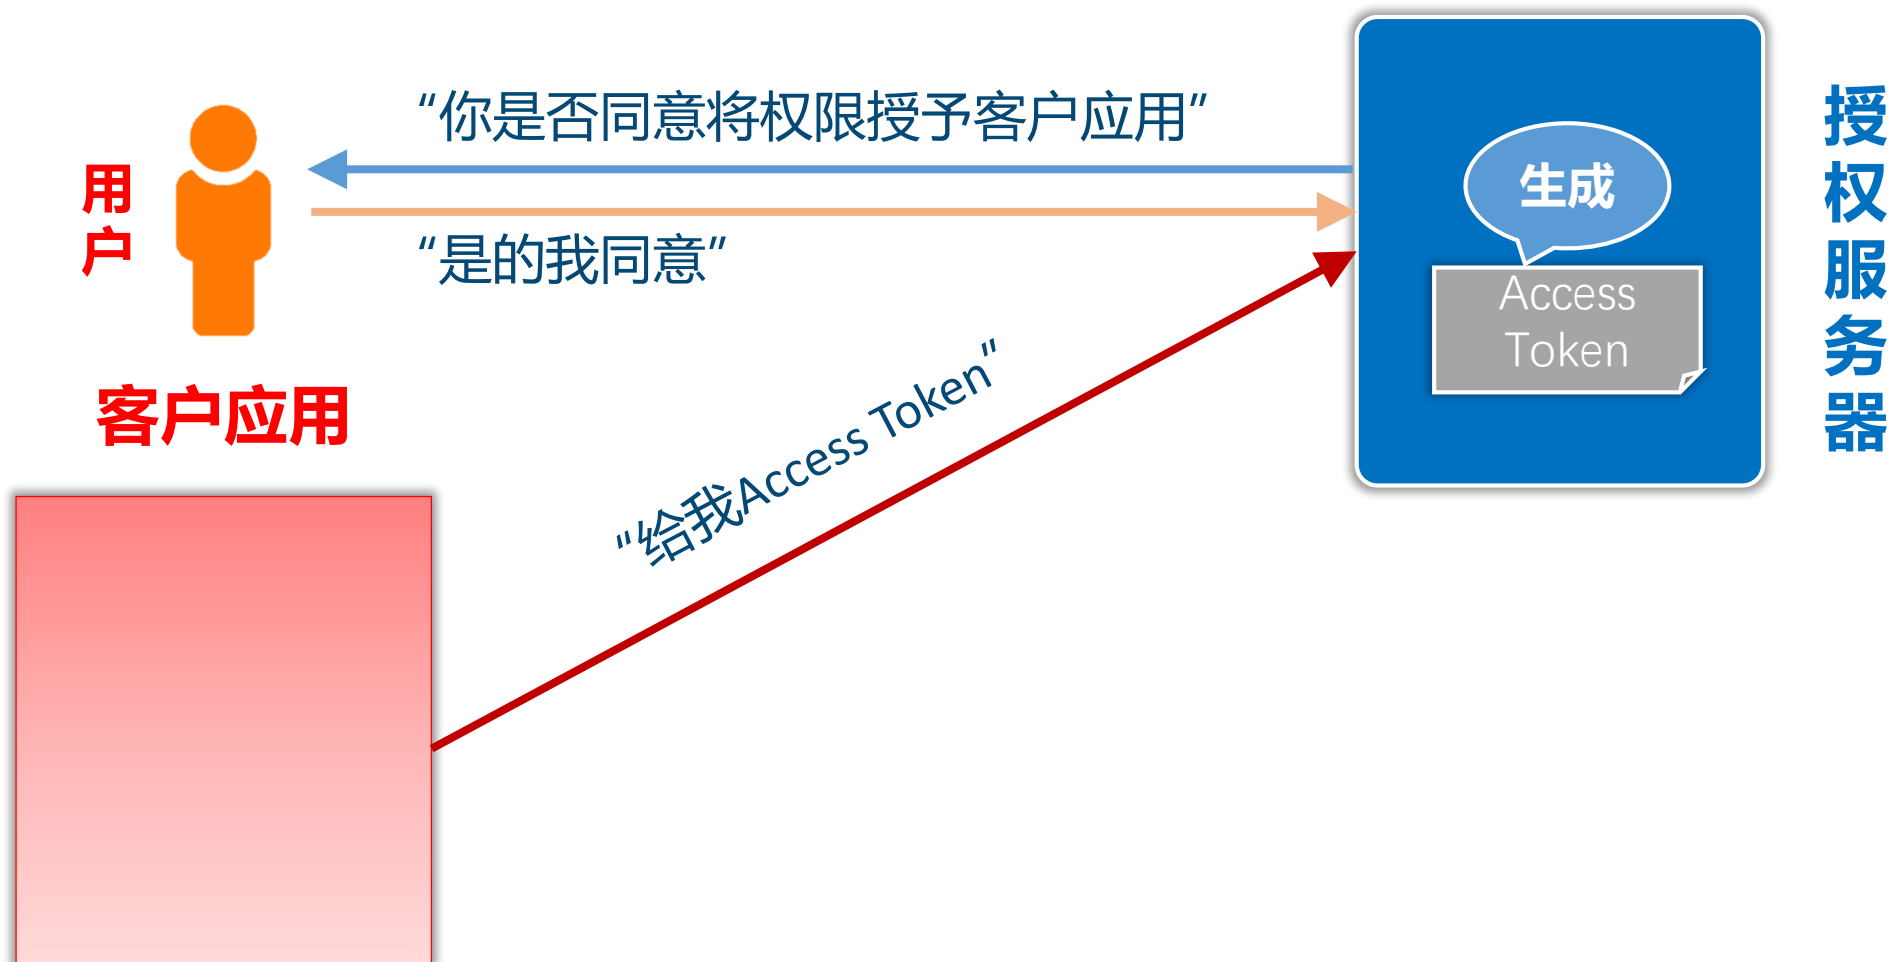 “你是否同意将权限授予客户应用”
用户
“是的我同意”
生成
Access
Token
授权服务器
客户应用
“给我Access Token”